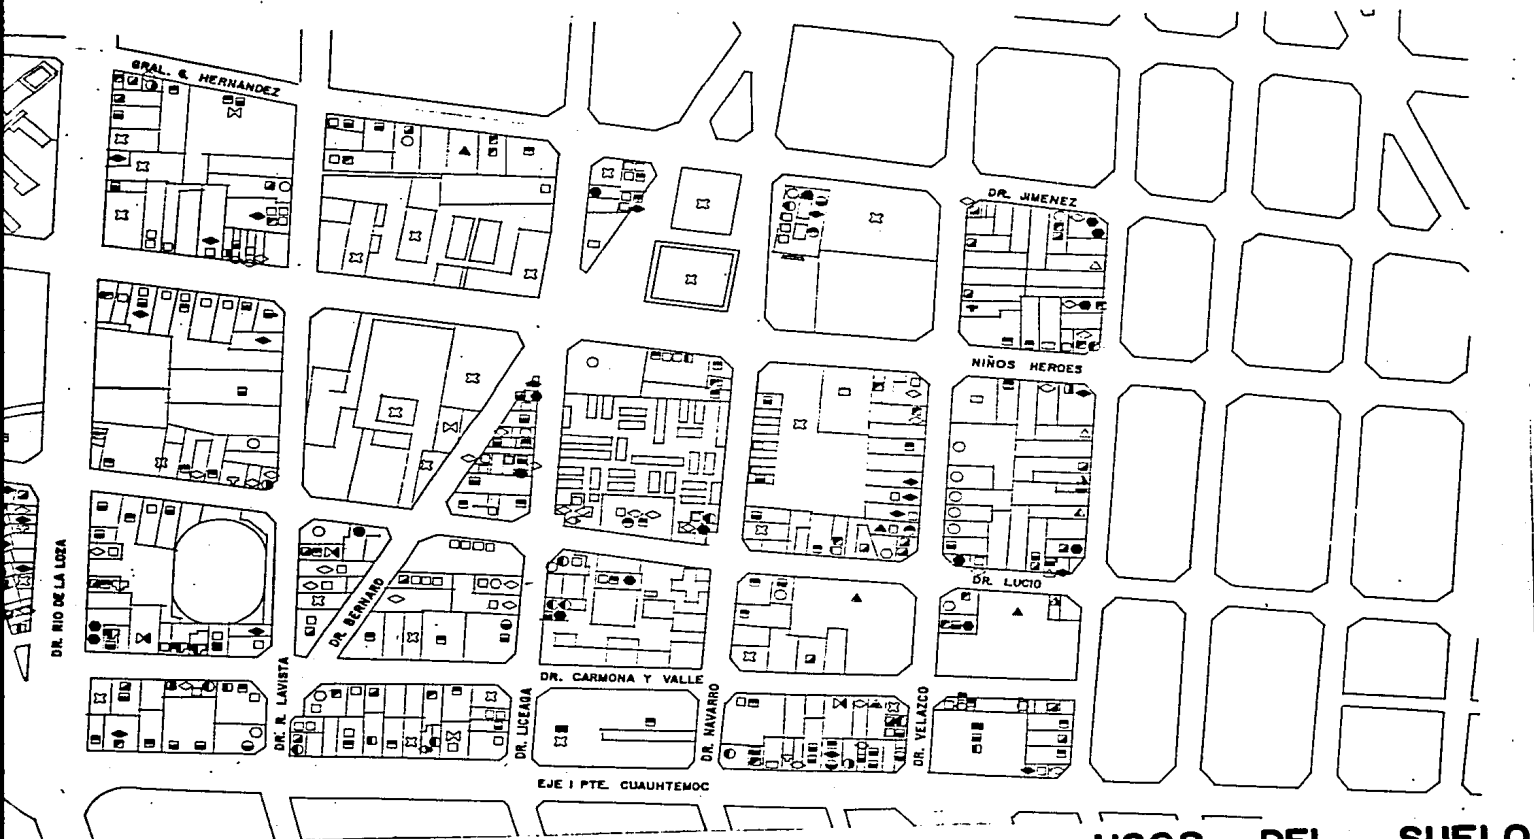 GRAL. G. HERNANDEZ
DR. JIMENEZ
NIÑOS HEROES
DR. RIO DE LA LOZA
DR. LUCIO
DR. BERNARD
DR. CARMONA Y VALLE
DR. R. LAVISTA
DR. LICEAGA
DR. NAVARRO
DR. VELAZCO
EJE 1 PTE. CUAUHTEMOC
USOS DEL SUELO